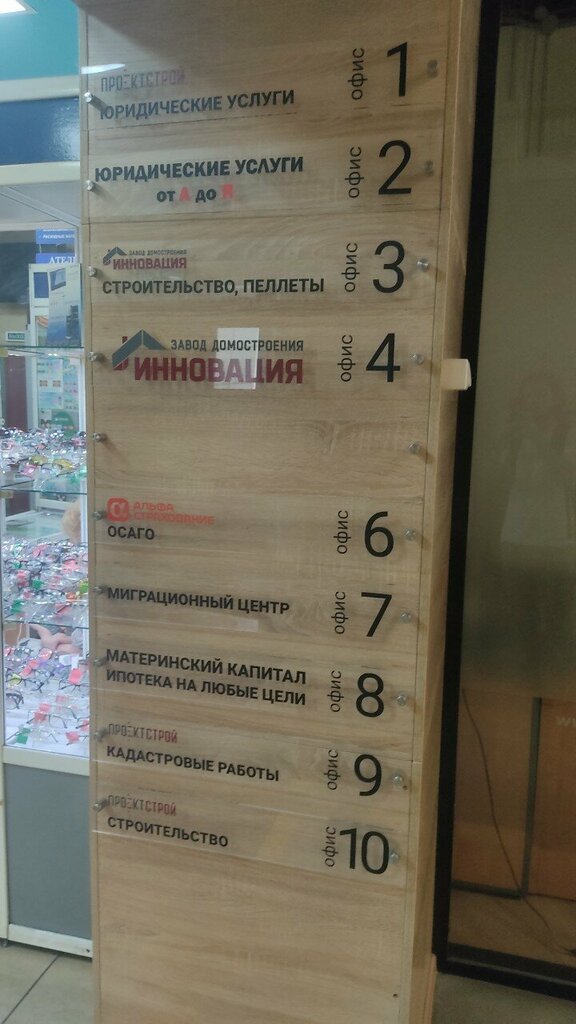 ПРОЕКТСТРОЙ
ЮРИДИЧЕСКИЕ УСЛУГИ
офис 1
ЮРИДИЧЕСКИЕ УСЛУГИ
от А до Я
офис 2
ЗАВОД ДОМОСТРОЕНИЯ
ИННОВАЦИЯ
СТРОИТЕЛЬСТВО, ПЕЛЛЕТЫ
офис 3
ЗАВОД ДОМОСТРОЕНИЯ
ИННОВАЦИЯ
офис 4
АЛЬФА
СТРАХОВАНИЕ
ОСАГО
офис 6
МИГРАЦИОННЫЙ ЦЕНТР
офис 7
МАТЕРИНСКИЙ КАПИТАЛ
ИПОТЕКА НА ЛЮБЫЕ ЦЕЛИ
офис 8
ПРОЕКТСТРОЙ
КАДАСТРОВЫЕ РАБОТЫ
офис 9
ПРОЕКТСТРОЙ
СТРОИТЕЛЬСТВО
офис 10